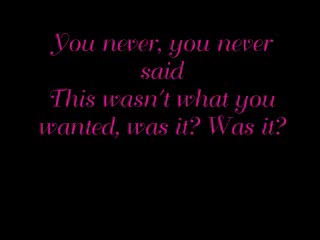 You never, you never
said
This wasn't what you
wanted, was it? Was it?